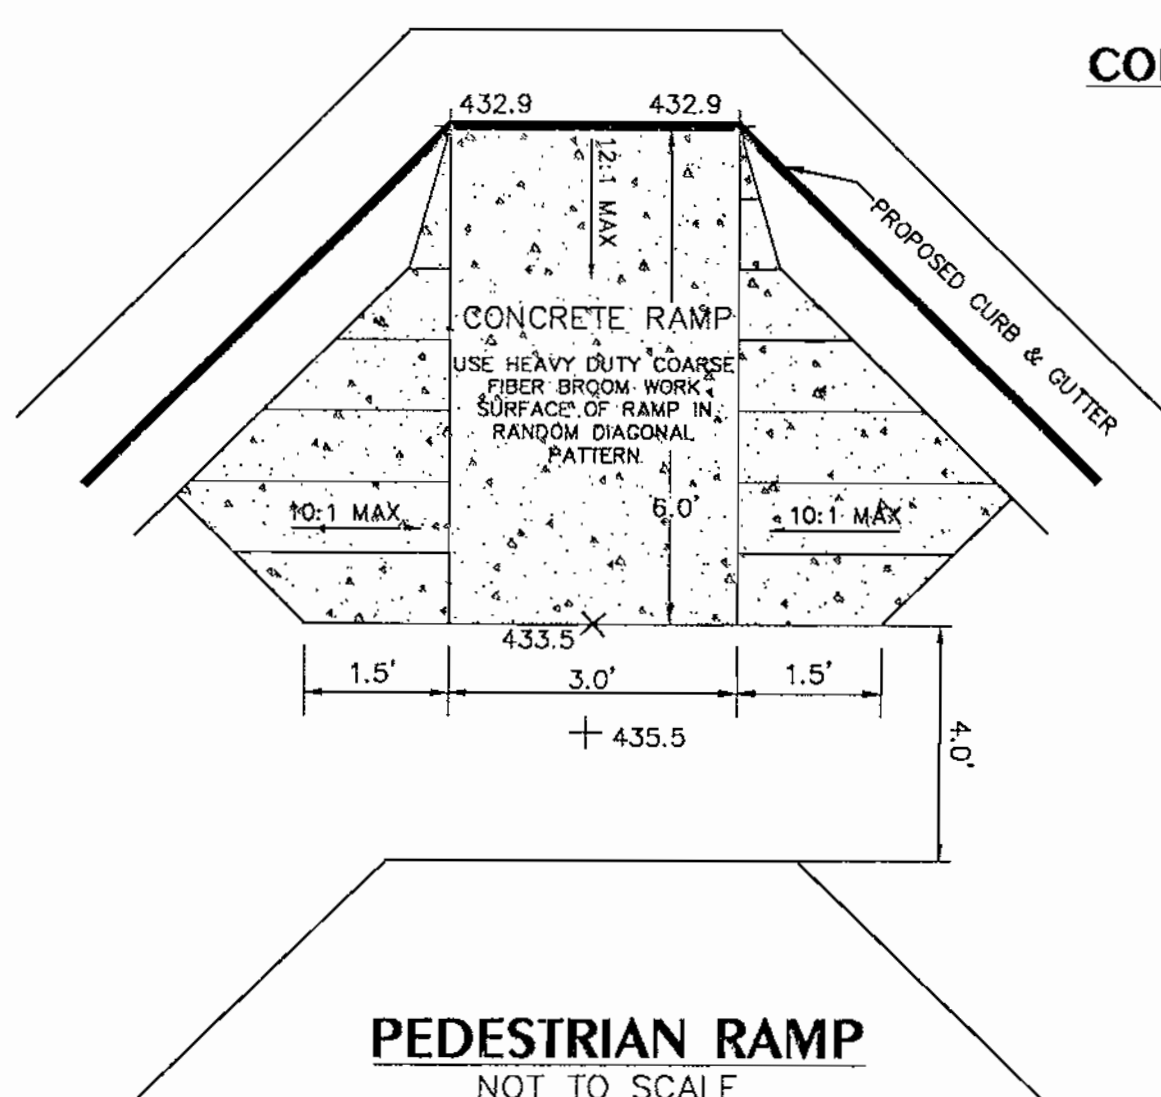 432.9
432.9
12:1 MAX
PROPOSED CURB & GUTTER
CONCRETE RAMP
USE HEAVY DUTY COARSE
FIBER BROOM WORK
SURFACE OF RAMP IN
RANDOM DIAGONAL
PATTERN
10:1 MAX
6.0'
10:1 MAX
433.5
1.5'
3.0'
1.5'
435.5
4.0'
PEDESTRIAN RAMP
NOT TO SCALE